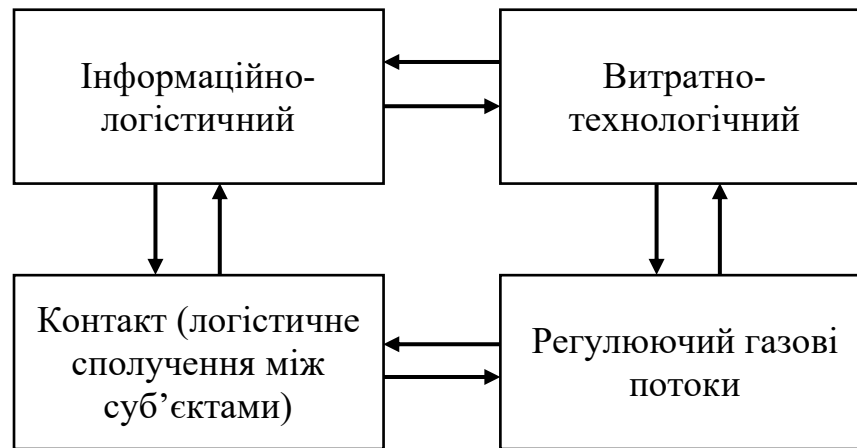 Інформаційно-
логістичний
Витратно-
технологічний
Контакт (логістичне
сполучення між
суб’єктами)
Регулюючий газові
потоки